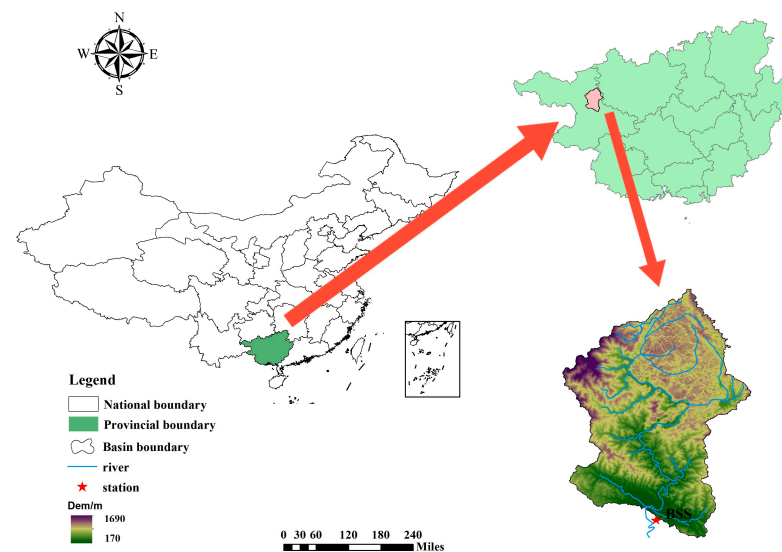 N
W E
S
Legend
National boundary
Provincial boundary
Basin boundary
river
station
Dem/m
1690
170
0 30 60 120 180 240
Miles
BSS